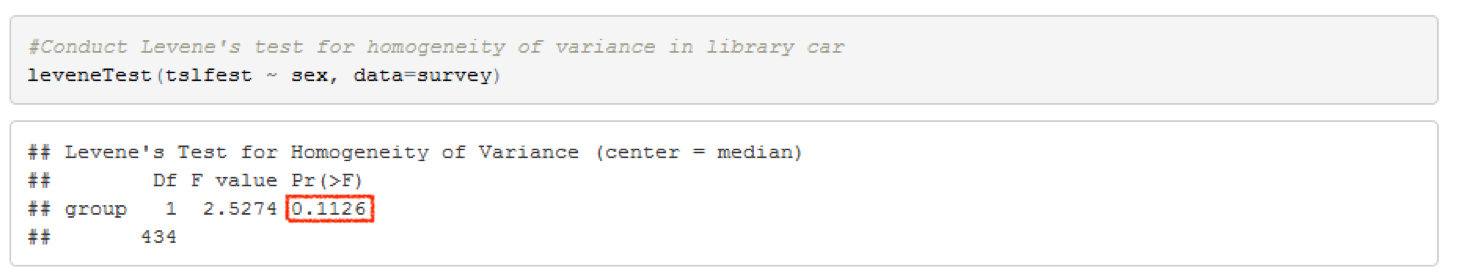 #Conduct Levene's test for homogeneity of variance in library car
leveneTest(tslfest ~ sex, data=survey)
## Levene's Test for Homogeneity of Variance (center = median)
##        Df F value Pr(>F)
## group   1  2.5274 0.1126
##       434